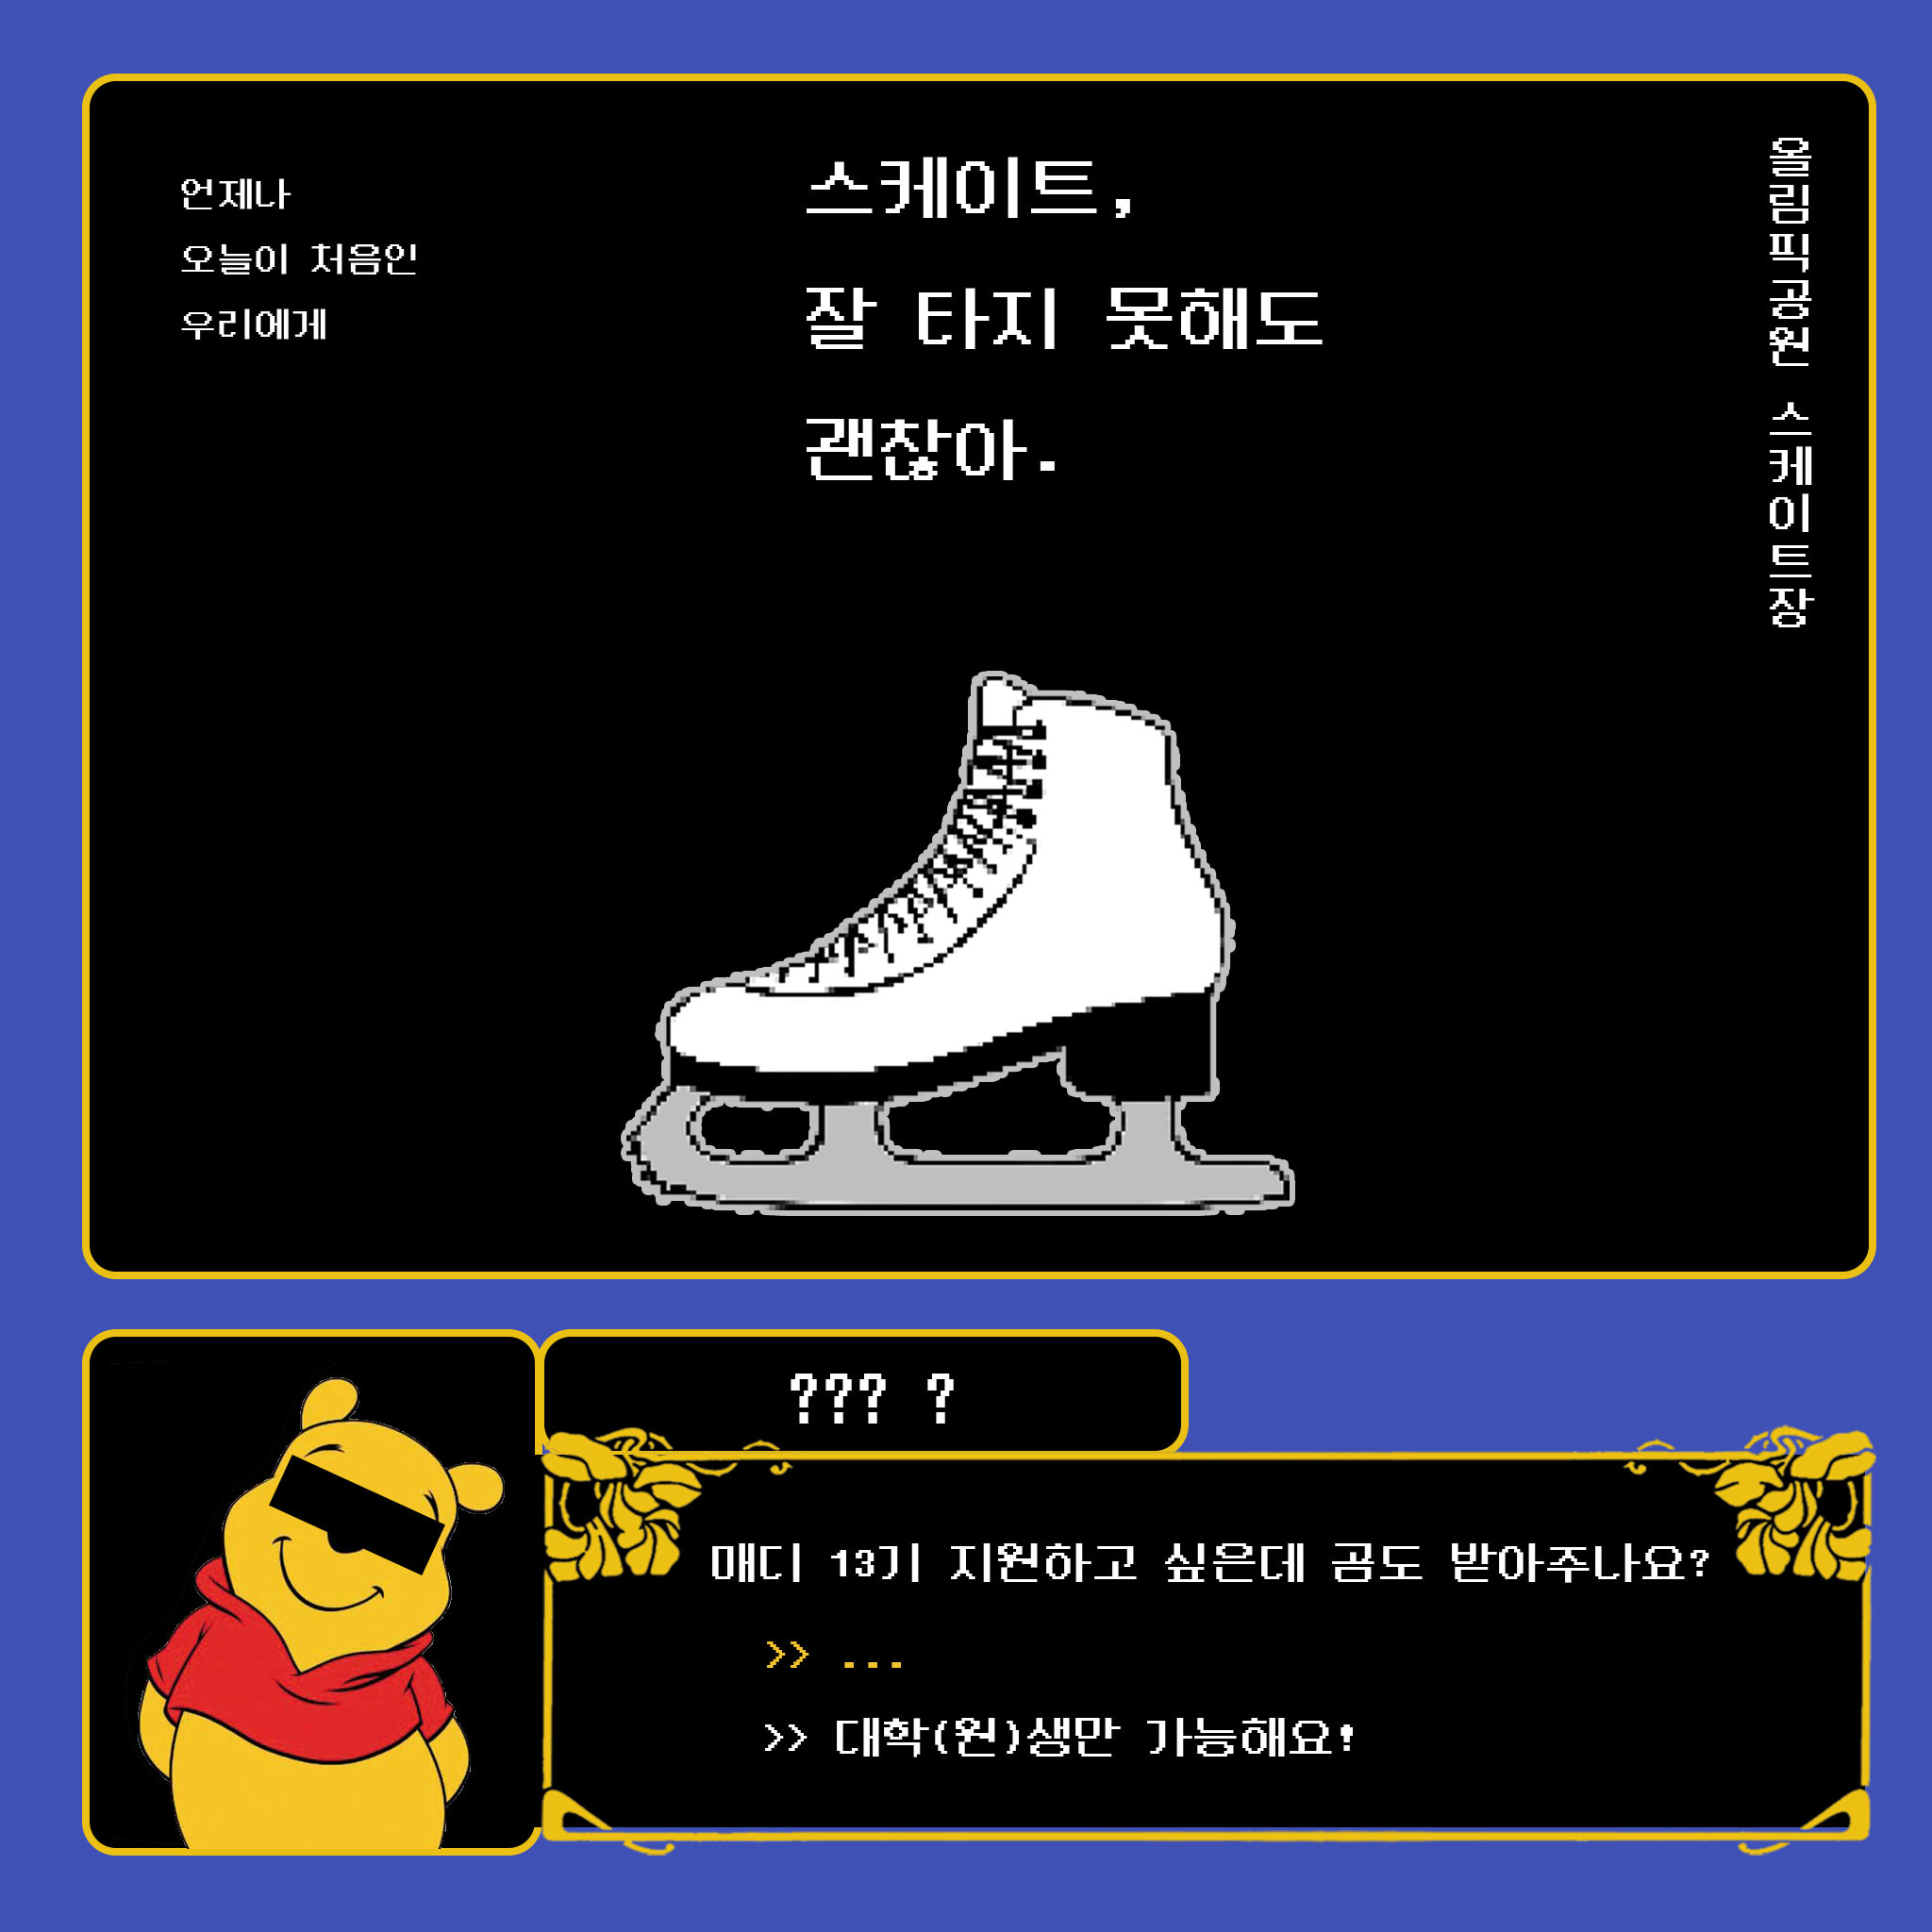 언제나
오늘이 처음인
우리에게
스케이트,
잘 타지 못해도
괜찮아.
올림픽공원 스케이트장
??? ?
매디 13기 지원하고 싶은데 곰도 받아주나요?
>> ...
>> 대학(원)생만 가능해요!